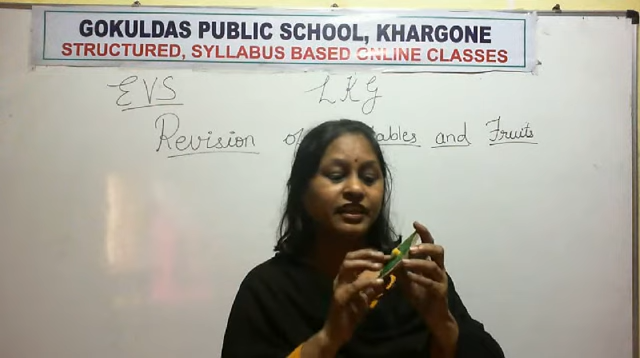 GOKULDAS PUBLIC SCHOOL, KHARGONE
STRUCTURED, SYLLABUS BASED ONLINE CLASSES
EVS LKG
Revision and Fruits